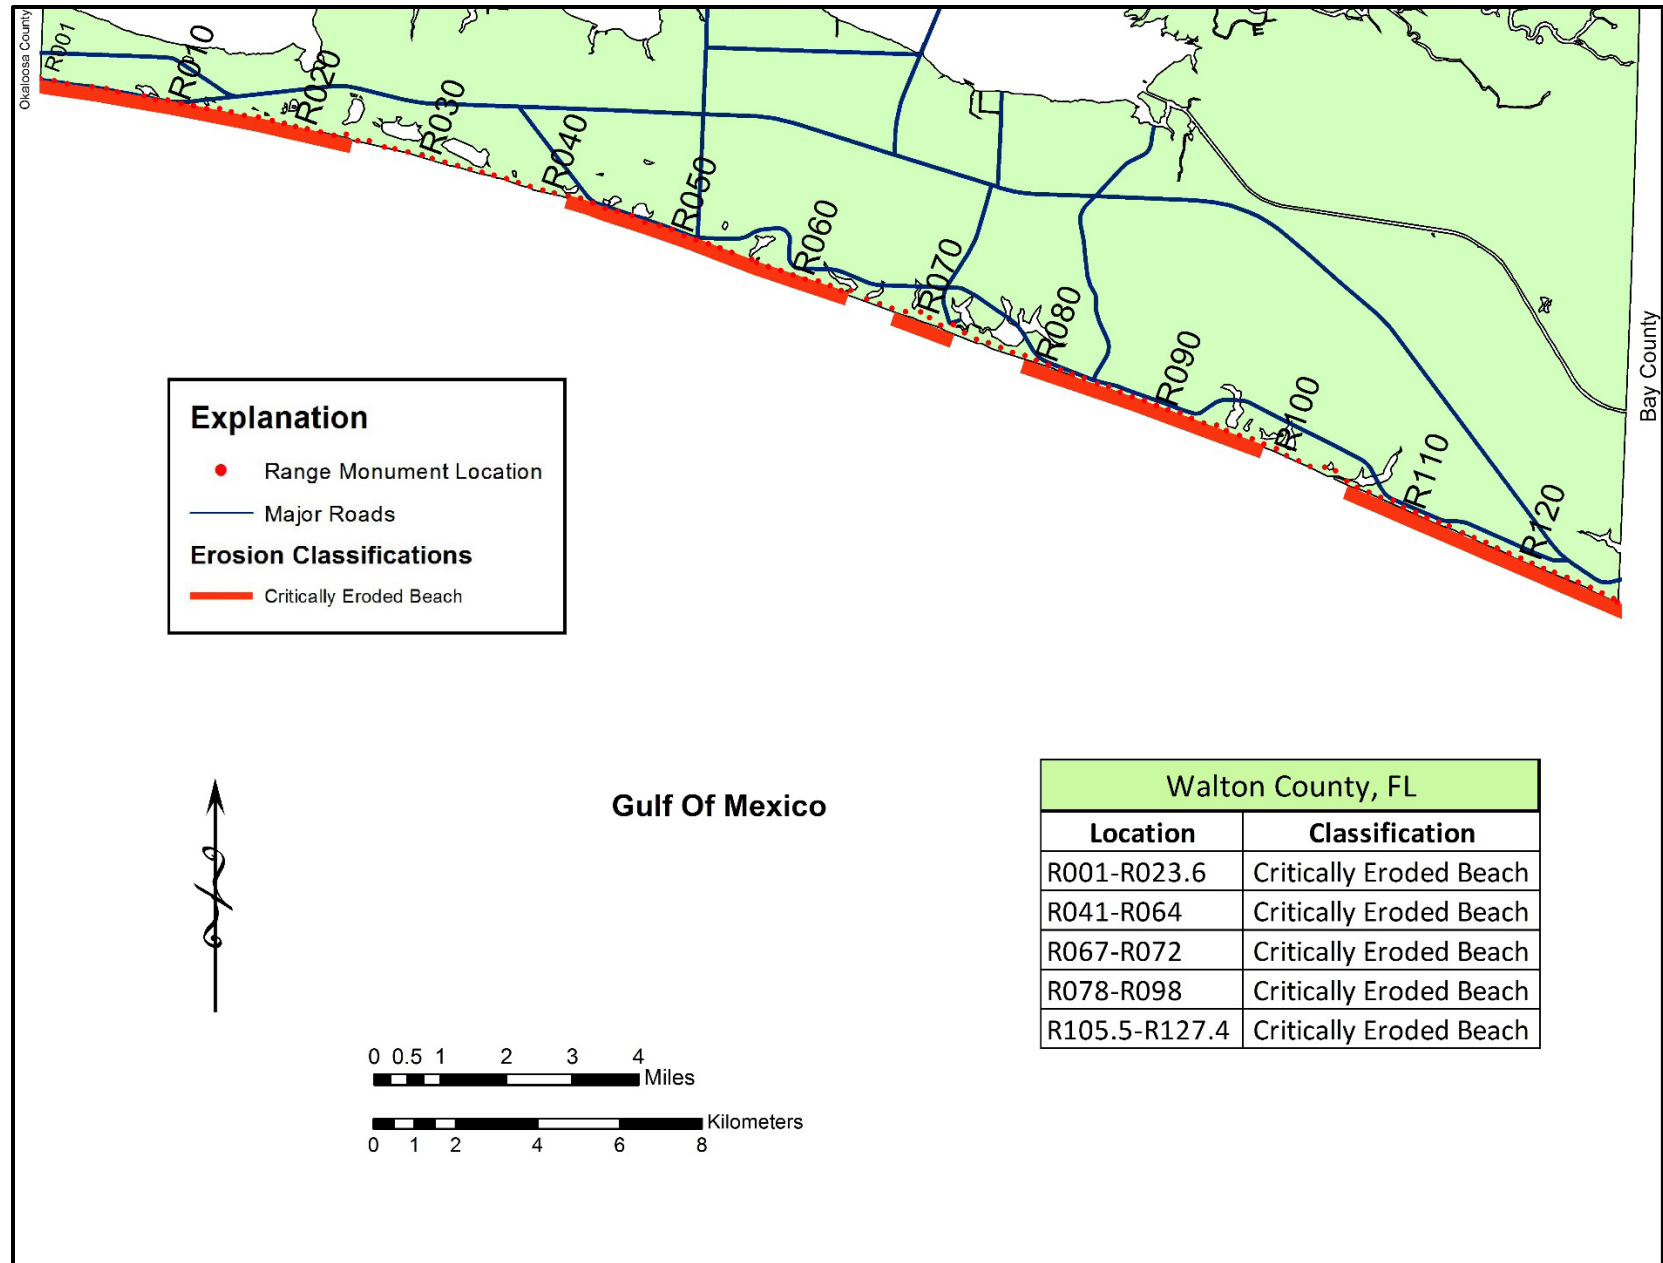 Okaloosa County
R001
R010
R020
R030
R040
R050
R060
R070
R080
R090
R100
R110
R120
Bay County
Explanation
Range Monument Location
Major Roads
Erosion Classifications
Critically Eroded Beach
Gulf Of Mexico
Walton County, FL
Location Classification
R001-R023.6 Critically Eroded Beach
R041-R064 Critically Eroded Beach
R067-R072 Critically Eroded Beach
R078-R098 Critically Eroded Beach
R105.5-R127.4 Critically Eroded Beach
0 0.5 1 2 3 4
Miles
Kilometers
0 1 2 4 6 8